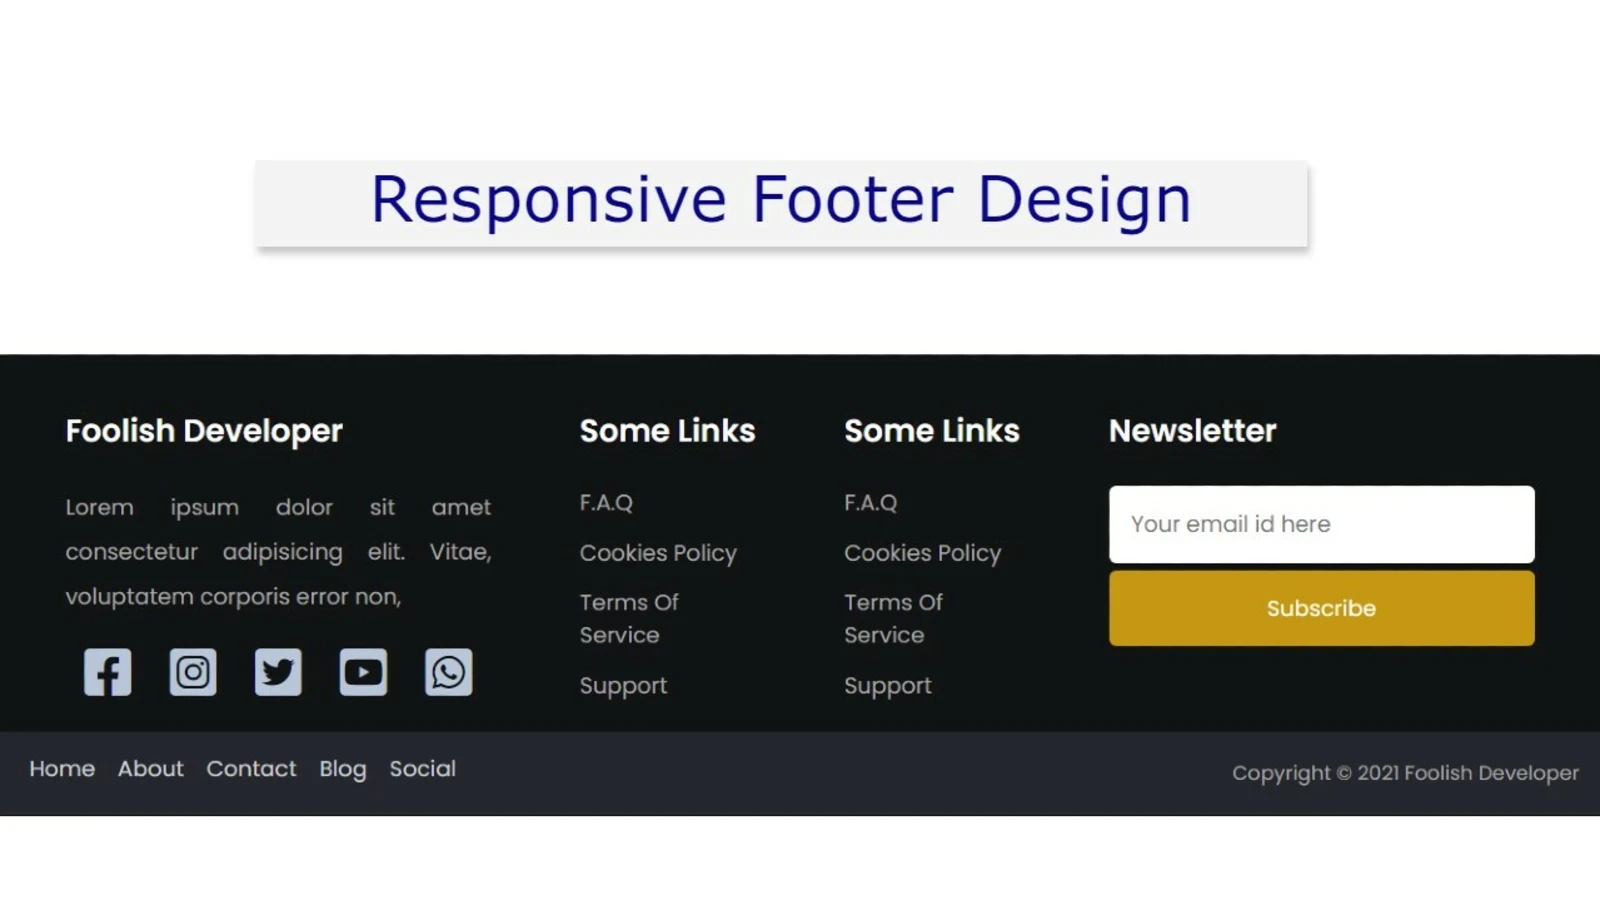 Responsive Footer Design
Foolish Developer
Lorem ipsum dolor sit amet
consectetur adipisicing elit. Vitae,
voluptatem corporis error non,
Some Links
F.A.Q
Cookies Policy
Terms Of
Service
Support
Some Links
F.A.Q
Cookies Policy
Terms Of
Service
Support
Newsletter
Your email id here
Subscribe
Home About Contact Blog Social
Copyright © 2021 Foolish Developer